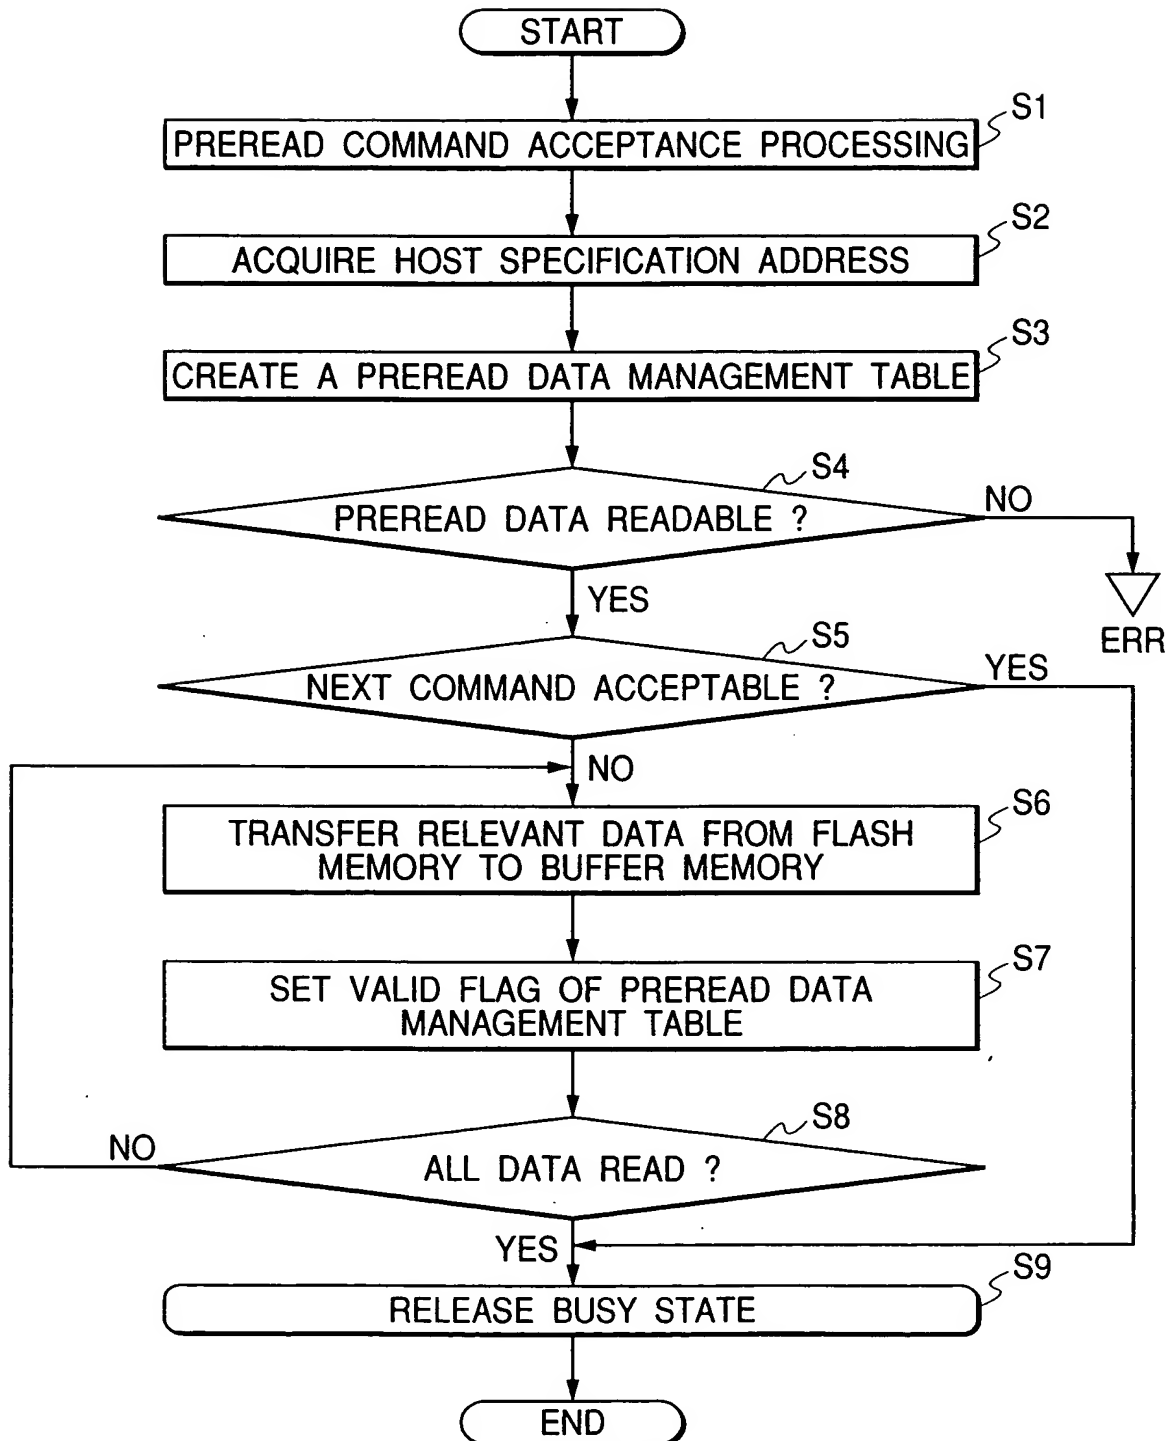 START
S1
PREREAD COMMAND ACCEPTANCE PROCESSING
S2
ACQUIRE HOST SPECIFICATION ADDRESS
S3
CREATE A PREREAD DATA MANAGEMENT TABLE
S4
PREREAD DATA READABLE ?
NO
YES
ERR
S5
NEXT COMMAND ACCEPTABLE ?
YES
NO
S6
TRANSFER RELEVANT DATA FROM FLASH
MEMORY TO BUFFER MEMORY
S7
SET VALID FLAG OF PREREAD DATA
MANAGEMENT TABLE
S8
NO
ALL DATA READ ?
YES
S9
RELEASE BUSY STATE
END